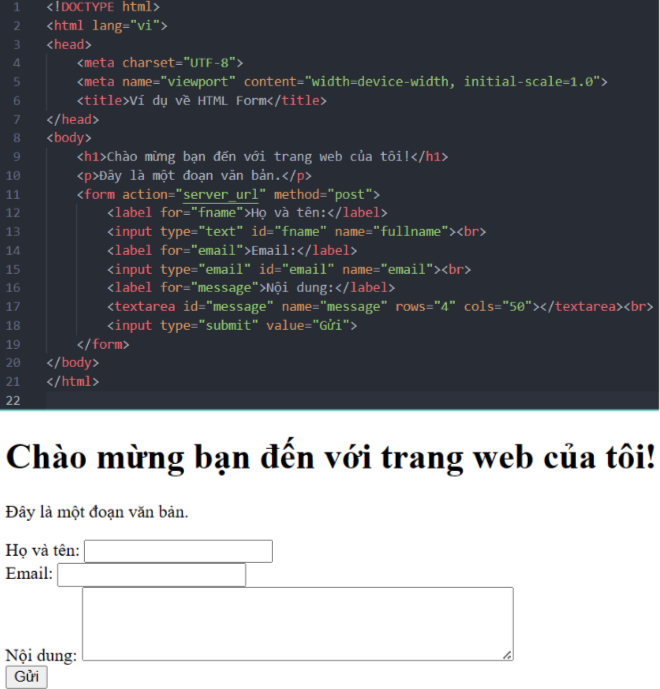 1 <!DOCTYPE html>
2 <html lang="vi">
3 <head>
4 <meta charset="UTF-8">
5 <meta name="viewport" content="width=device-width, initial-scale=1.0">
6 <title>Ví dụ về HTML Form</title>
7 </head>
8 <body>
9 <h1>Chào mừng bạn đến với trang web của tôi!</h1>
10 <p>Đây là một đoạn văn bản.</p>
11 <form action="server_url" method="post">
12 <label for="fname">Họ và tên:</label>
13 <input type="text" id="fname" name="fullname"><br>
14 <label for="email">Email:</label>
15 <input type="email" id="email" name="email"><br>
16 <label for="message">Nội dung:</label>
17 <textarea id="message" name="message" rows="4" cols="50"></textarea><br>
18 <input type="submit" value="Gửi">
19 </form>
20 </body>
21 </html>
22
Chào mừng bạn đến với trang web của tôi!
Đây là một đoạn văn bản.
Họ và tên:
Email:
Nội dung:
Gửi